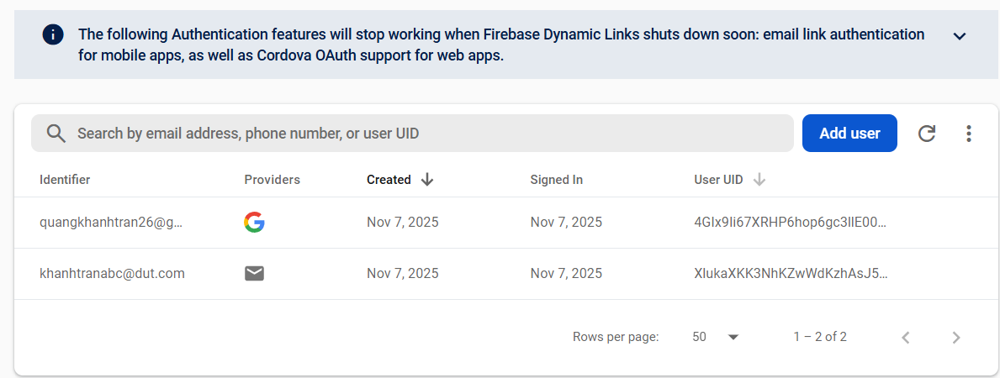 The following Authentication features will stop working when Firebase Dynamic Links shuts down soon: email link authentication
for mobile apps, as well as Cordova OAuth support for web apps.
Search by email address, phone number, or user UID
Add user
Identifier Providers Created Signed In User UID
quangkhanhtran26@g... Nov 7, 2025 Nov 7, 2025 4GIx9Ii67XRHP6hop6gc3IlE00...
khanhtranabc@dut.com Nov 7, 2025 Nov 7, 2025 XIukaXKK3NhKZwWdKzhAsJ5...
Rows per page: 50 1 – 2 of 2